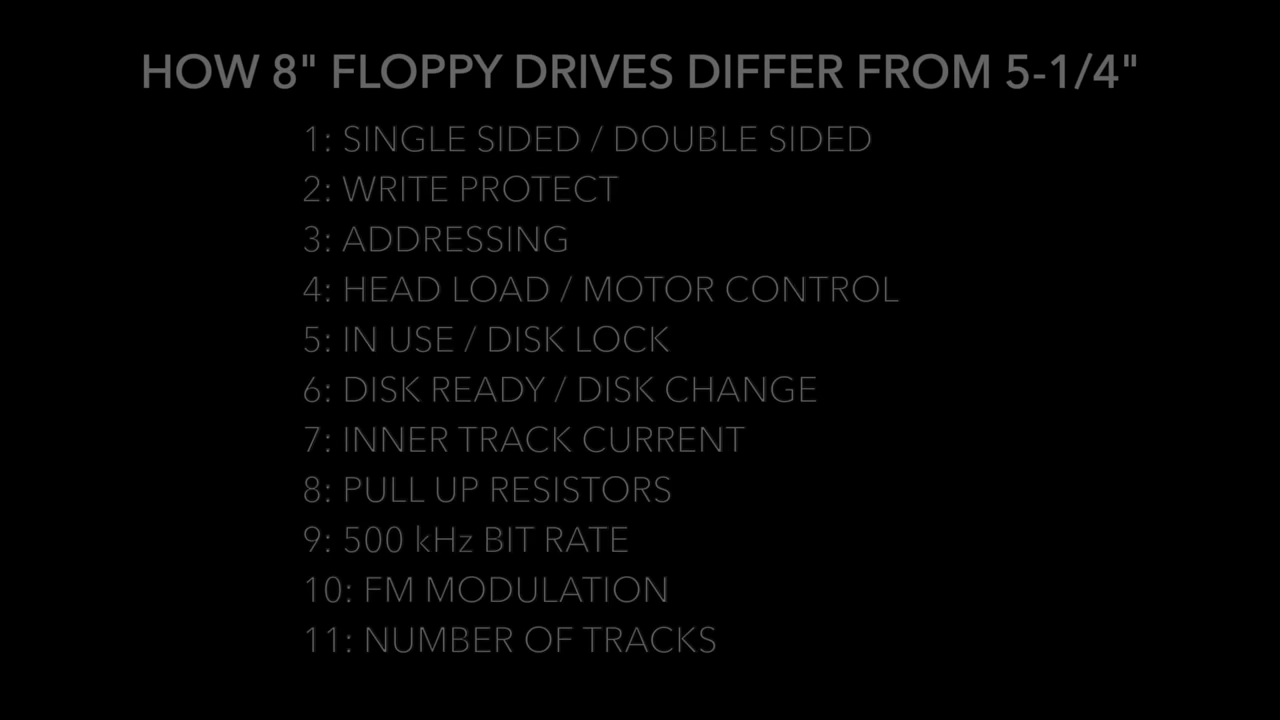 HOW 8" FLOPPY DRIVES DIFFER FROM 5-1/4"
1: SINGLE SIDED / DOUBLE SIDED
2: WRITE PROTECT
3: ADDRESSING
4: HEAD LOAD / MOTOR CONTROL
5: IN USE / DISK LOCK
6: DISK READY / DISK CHANGE
7: INNER TRACK CURRENT
8: PULL UP RESISTORS
9: 500 kHz BIT RATE
10: FM MODULATION
11: NUMBER OF TRACKS